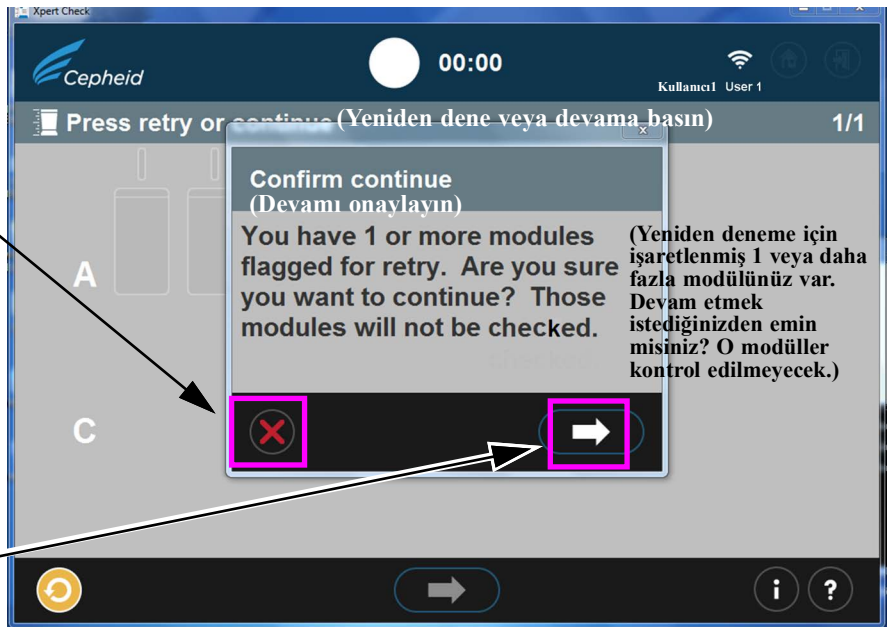 Xpert Check
Cepheid
00:00
Kullanıcı1 User 1
Press retry or continue (Yeniden dene veya devama basın) 1/1
Confirm continue
(Devamı onaylayın)
You have 1 or more modules
flagged for retry. Are you sure
you want to continue? Those
modules will not be checked.
(Yeniden deneme için
işaretlenmiş 1 veya daha
fazla modülünüz var.
Devam etmek
istediğinizden emin
misiniz? O modüller
kontrol edilmeyecek.)
A
C
i ?